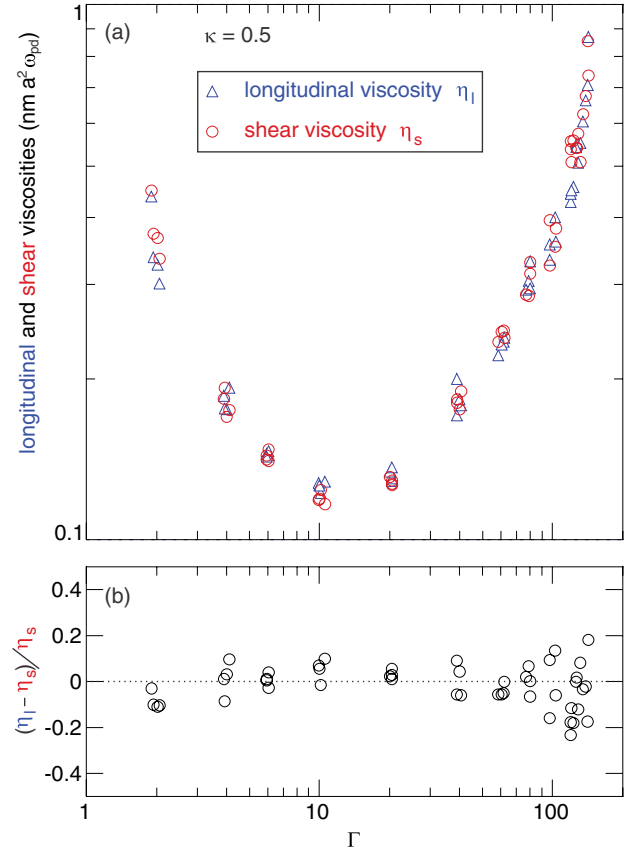 1
(a)
κ = 0.5
△ longitudinal viscosity η_l
○ shear viscosity η_s
longitudinal and shear viscosities (nm a² ω_pd)
0.1
(b)
0.4
0.2
0
-0.2
-0.4
(η_l – η_s)/η_s
1
10
100
Γ